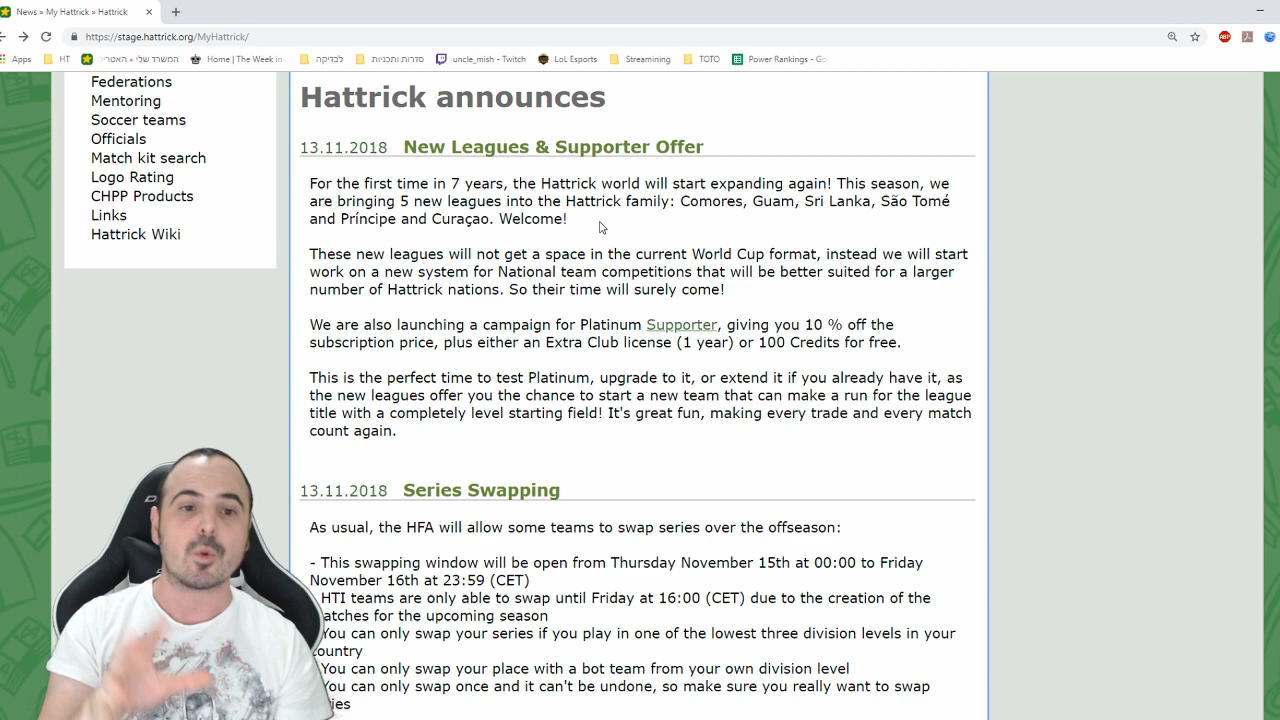 News » My Hattrick » Hattrick
https://stage.hattrick.org/MyHattrick/
Apps
HT
המשרד שלי « האטריק
Home | The Week in
לבדיקה
סדרות ותכניות
uncle_mish - Twitch
LoL Esports
Streamining
TOTO
Power Rankings - Go
Federations
Mentoring
Soccer teams
Officials
Match kit search
Logo Rating
CHPP Products
Links
Hattrick Wiki
Hattrick announces
13.11.2018 New Leagues & Supporter Offer
For the first time in 7 years, the Hattrick world will start expanding again! This season, we
are bringing 5 new leagues into the Hattrick family: Comores, Guam, Sri Lanka, São Tomé
and Príncipe and Curaçao. Welcome!
These new leagues will not get a space in the current World Cup format, instead we will start
work on a new system for National team competitions that will be better suited for a larger
number of Hattrick nations. So their time will surely come!
We are also launching a campaign for Platinum Supporter, giving you 10 % off the
subscription price, plus either an Extra Club license (1 year) or 100 Credits for free.
This is the perfect time to test Platinum, upgrade to it, or extend it if you already have it, as
the new leagues offer you the chance to start a new team that can make a run for the league
title with a completely level starting field! It's great fun, making every trade and every match
count again.
13.11.2018 Series Swapping
As usual, the HFA will allow some teams to swap series over the offseason:
- This swapping window will be open from Thursday November 15th at 00:00 to Friday
November 16th at 23:59 (CET)
HTI teams are only able to swap until Friday at 16:00 (CET) due to the creation of the
atches for the upcoming season
You can only swap your series if you play in one of the lowest three division levels in your
ountry
You can only swap your place with a bot team from your own division level
You can only swap once and it can't be undone, so make sure you really want to swap
ies